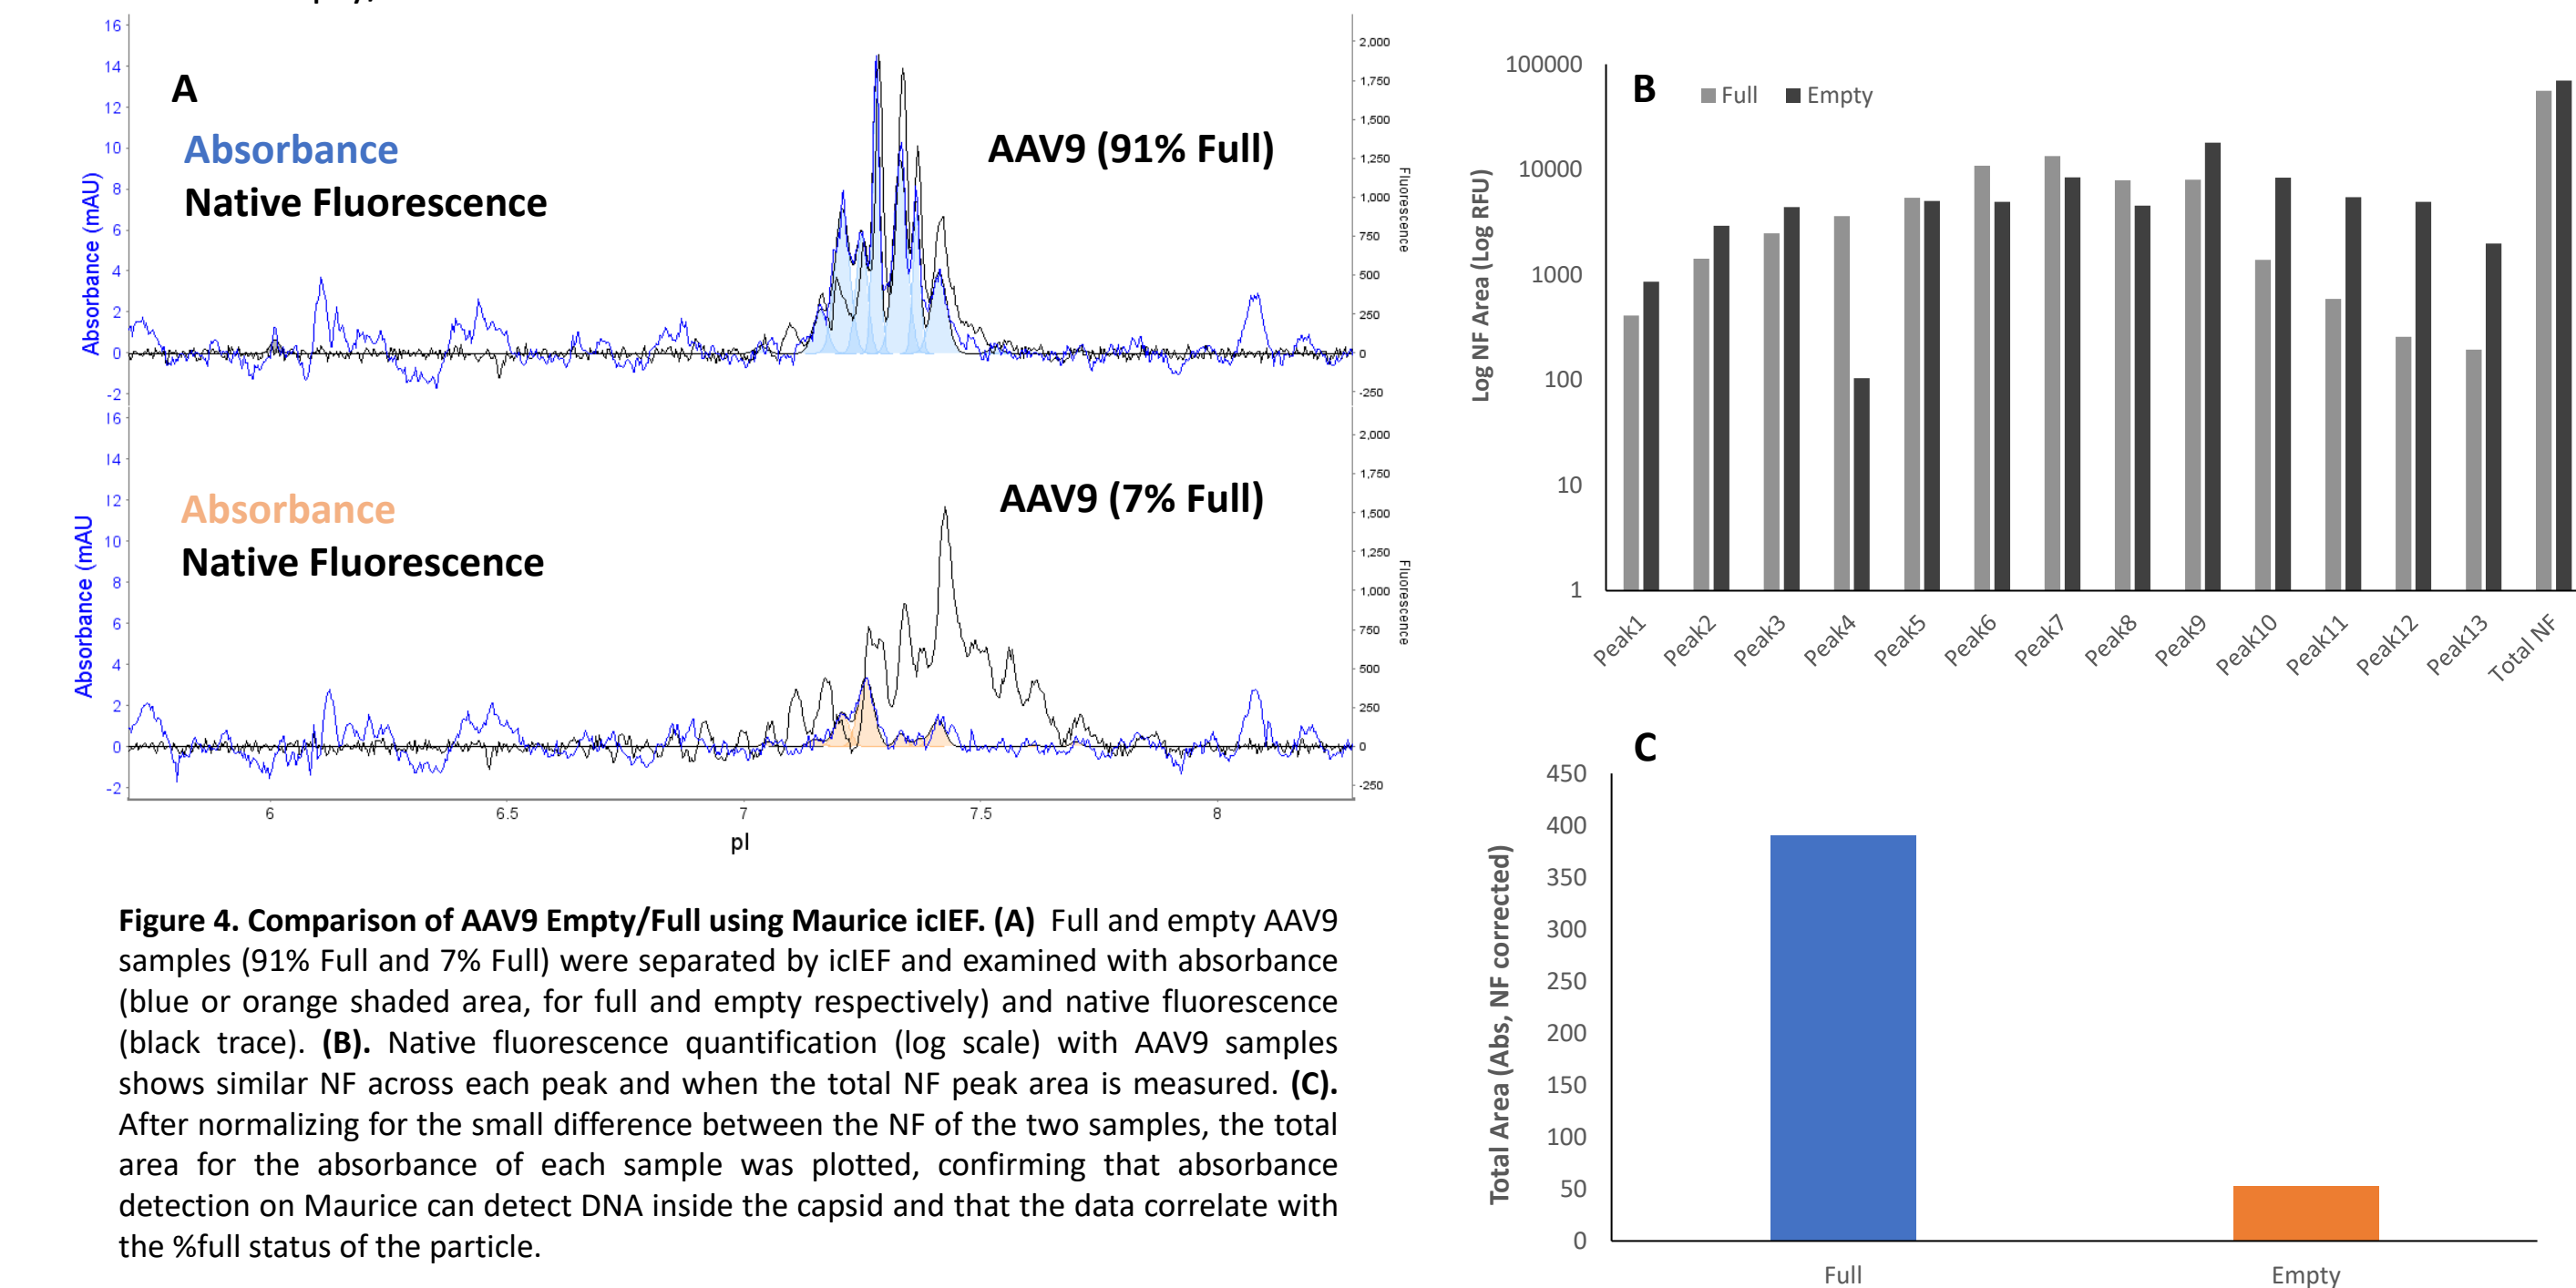 A
Absorbance
Native Fluorescence
AAV9 (91% Full)
Absorbance (mAU)
16
14
12
10
8
6
4
2
0
-2
2,000
1,750
1,500
1,250
1,000
750
500
250
0
-250
Fluorescence
Absorbance
Native Fluorescence
AAV9 (7% Full)
Absorbance (mAU
16
14
12
10
8
6
4
2
0
-2
2,000
1,750
1,500
1,250
1,000
750
500
250
0
-250
Fluorescence
6
6.5
7
7.5
8
pI
B
Full
Empty
Log NF Area (Log RFU)
100000
10000
1000
100
10
1
Peak1
Peak2
Peak3
Peak4
Peak5
Peak6
Peak7
Peak8
Peak9
Peak10
Peak11
Peak12
Peak13
Total NF
C
Total Area (Abs, NF corrected)
450
400
350
300
250
200
150
100
50
0
Full
Empty
Figure 4. Comparison of AAV9 Empty/Full using Maurice icIEF. (A) Full and empty AAV9
samples (91% Full and 7% Full) were separated by icIEF and examined with absorbance
(blue or orange shaded area, for full and empty respectively) and native fluorescence
(black trace). (B). Native fluorescence quantification (log scale) with AAV9 samples
shows similar NF across each peak and when the total NF peak area is measured. (C).
After normalizing for the small difference between the NF of the two samples, the total
area for the absorbance of each sample was plotted, confirming that absorbance
detection on Maurice can detect DNA inside the capsid and that the data correlate with
the %full status of the particle.